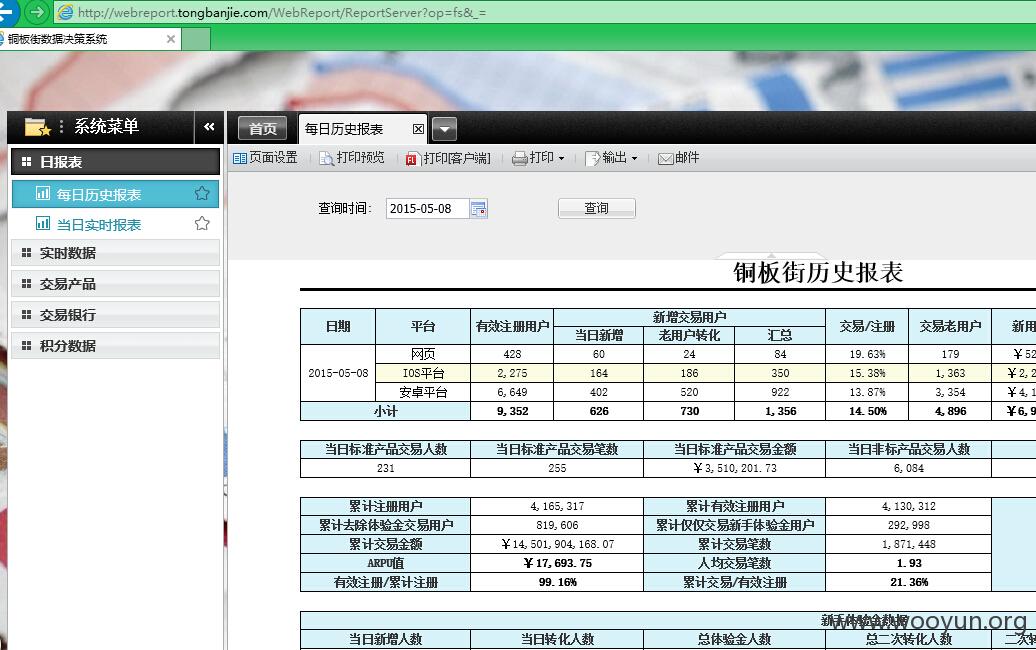 http://webreport.tongbanjie.com/WebReport/ReportServer?op=fs&_=
铜板街数据决策系统
系统菜单 «
首页 每日历史报表
日报表
页面设置 打印预览 打印[客户端] 打印 输出 邮件
每日历史报表
当日实时报表
实时数据
交易产品
交易银行
积分数据
查询时间: 2015-05-08 查询
铜板街历史报表
日期 平台 有效注册用户 新增交易用户 交易/注册 交易老用户 新用
当日新增 老用户转化 汇总
2015-05-08
网页 428 60 24 84 19.63% 179 ￥52
IOS平台 2,275 164 186 350 15.38% 1,363 ￥2,2
安卓平台 6,649 402 520 922 13.87% 3,354 ￥4,1
小计 9,352 626 730 1,356 14.50% 4,896 ￥6,9
当日标准产品交易人数 当日标准产品交易笔数 当日标准产品交易金额 当日非标产品交易人数
231 255 ￥3,510,201.73 6,084
累计注册用户 4,165,317 累计有效注册用户 4,130,312
累计去除体验金交易用户 819,606 累计仅仅交易新手体验金用户 292,998
累计交易金额 ￥14,501,904,168.07 累计交易笔数 1,871,448
ARPU值 ￥17,693.75 人均交易笔数 1.93
有效注册/累计注册 99.16% 累计交易/有效注册 21.36%
新手体验金数据
www.wooyun.org
当日新增人数 当日转化人数 总体验金人数 总二次转化人数 二次转